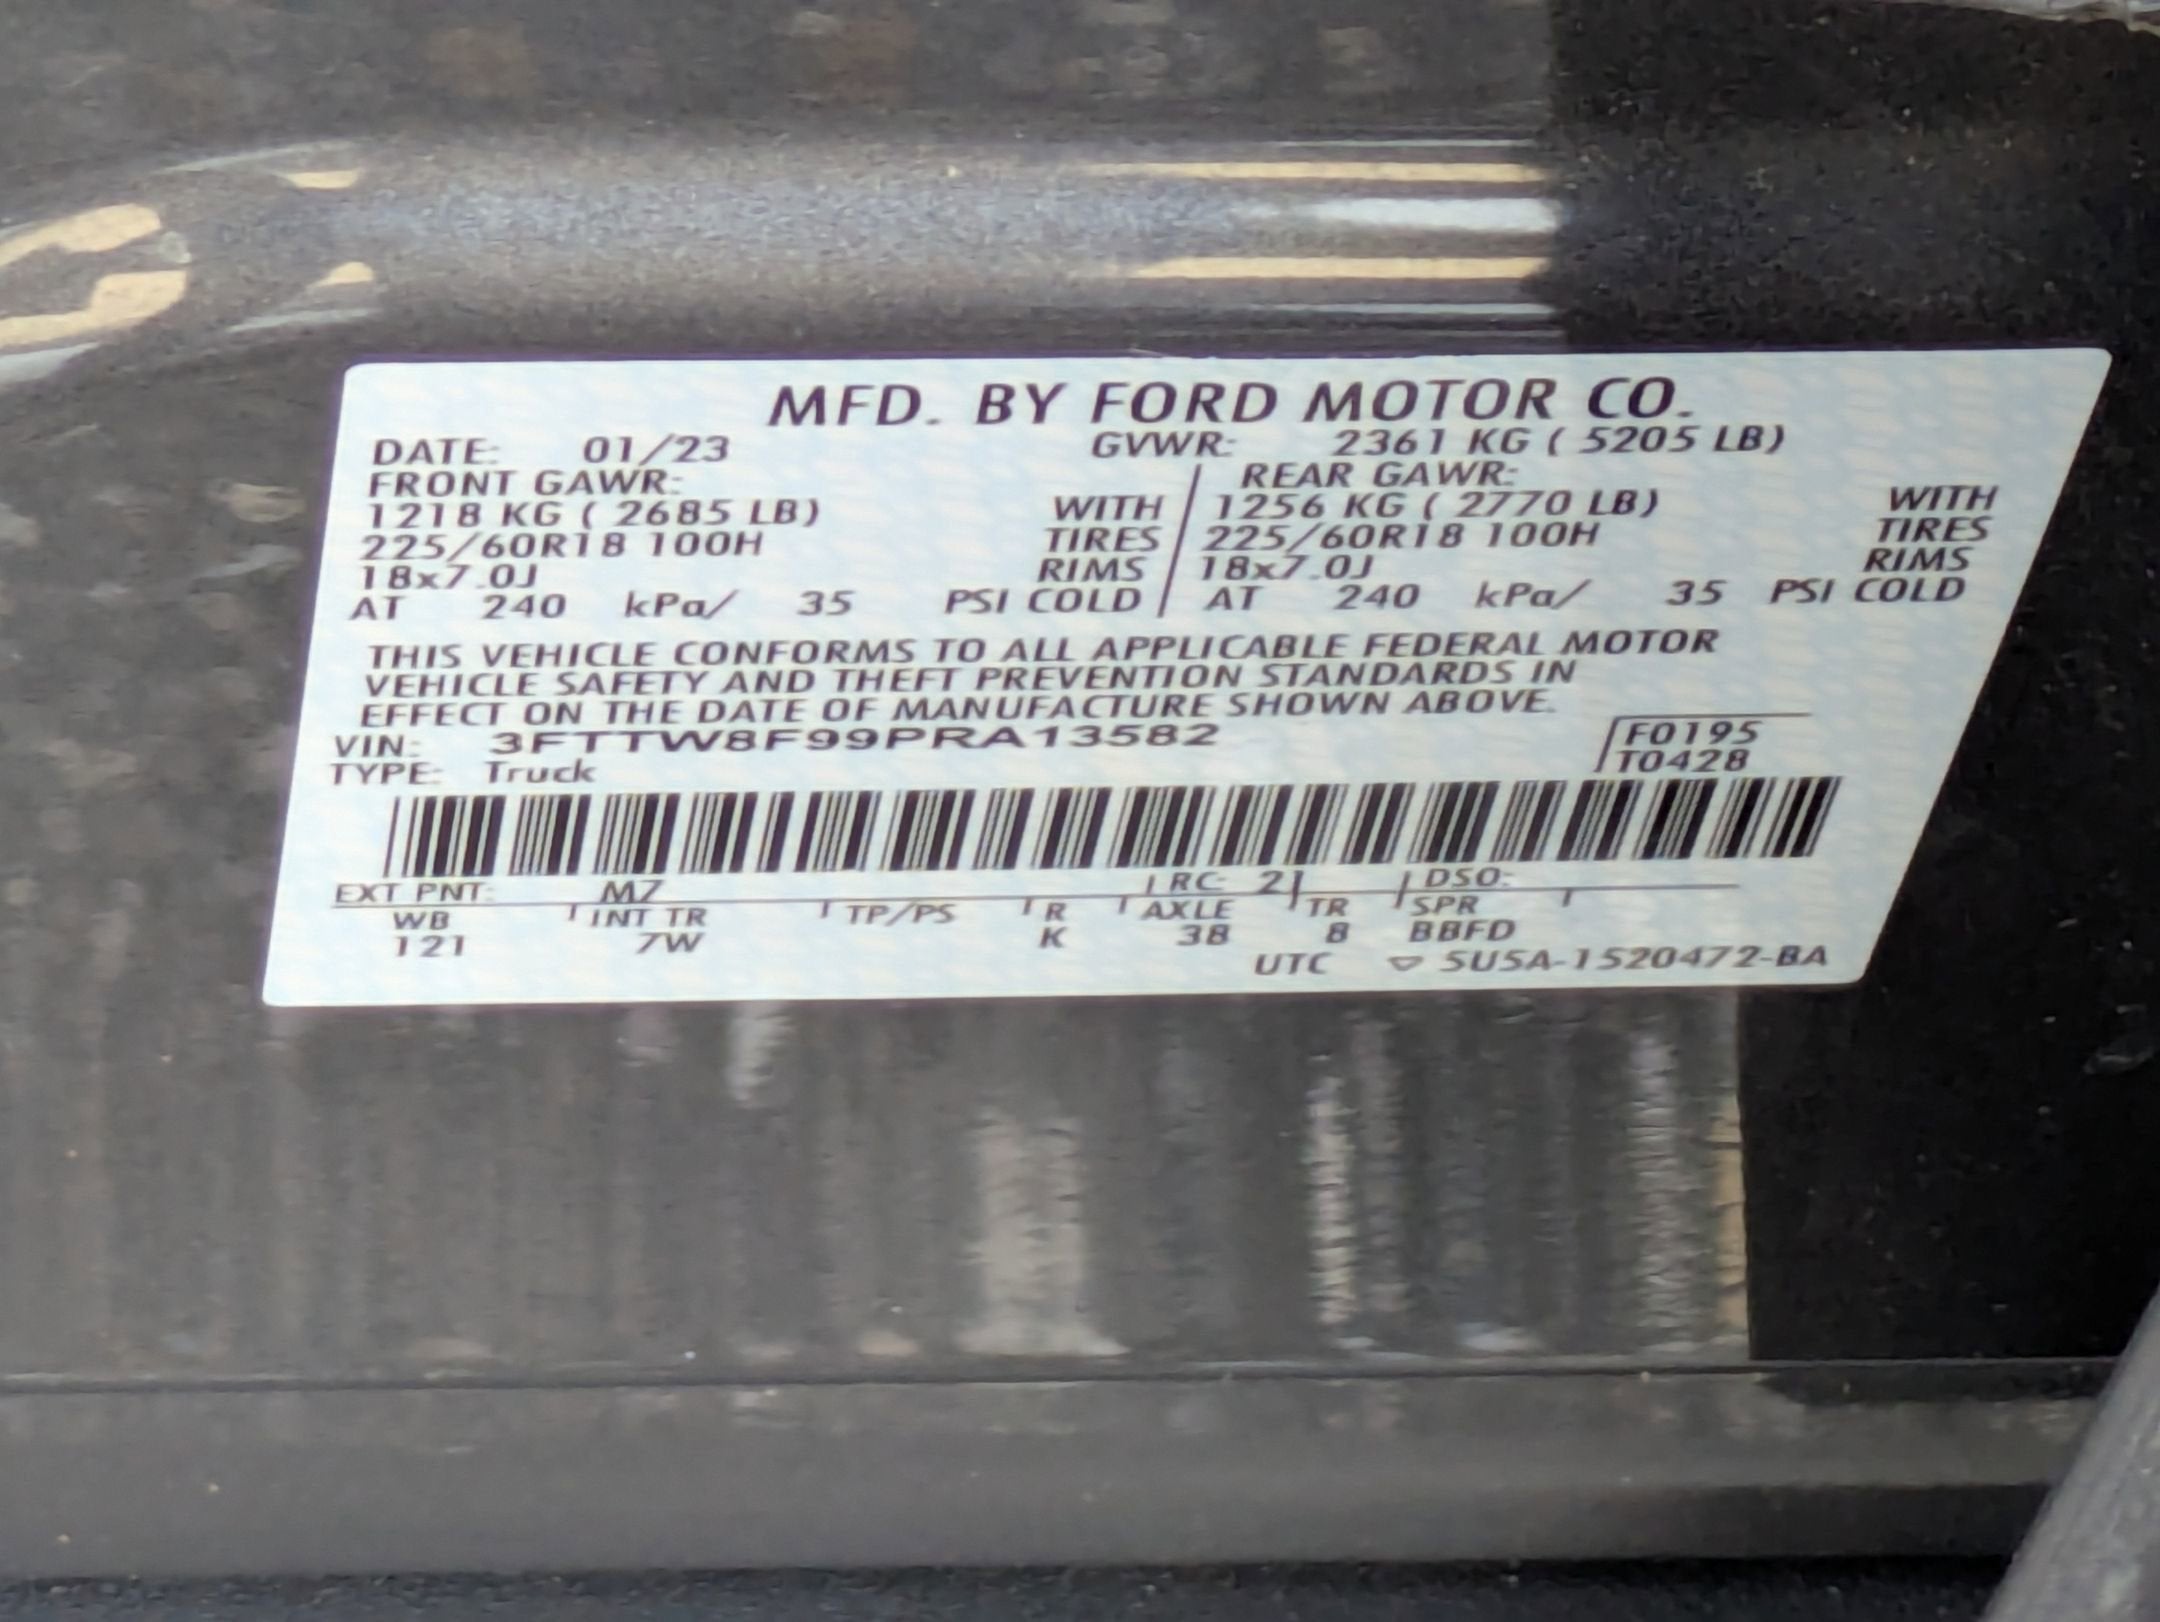 MFD. BY FORD MOTOR CO.
DATE: 01/23 GVWR: 2361 KG ( 5205 LB)
FRONT GAWR: REAR GAWR:
1218 KG ( 2685 LB) WITH 1256 KG ( 2770 LB) WITH
225/60R18 100H TIRES 225/60R18 100H TIRES
18x7.0J RIMS 18x7.0J RIMS
AT 240 kPa/ 35 PSI COLD AT 240 kPa/ 35 PSI COLD
THIS VEHICLE CONFORMS TO ALL APPLICABLE FEDERAL MOTOR
VEHICLE SAFETY AND THEFT PREVENTION STANDARDS IN
EFFECT ON THE DATE OF MANUFACTURE SHOWN ABOVE.
VIN: 3FTTW8F99PRA13582 F0195
TYPE: Truck T0428
EXT PNT: M7 RC: 21 DSO:
WB INT TR TP/PS R AXLE TR SPR
121 7W K 38 8 BBFD
UTC 5U5A-1520472-BA